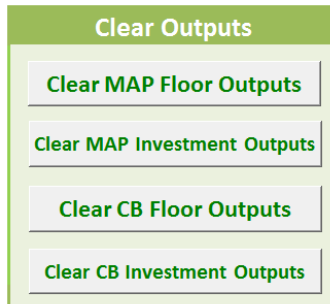 Clear Outputs
Clear MAP Floor Outputs
Clear MAP Investment Outputs
Clear CB Floor Outputs
Clear CB Investment Outputs